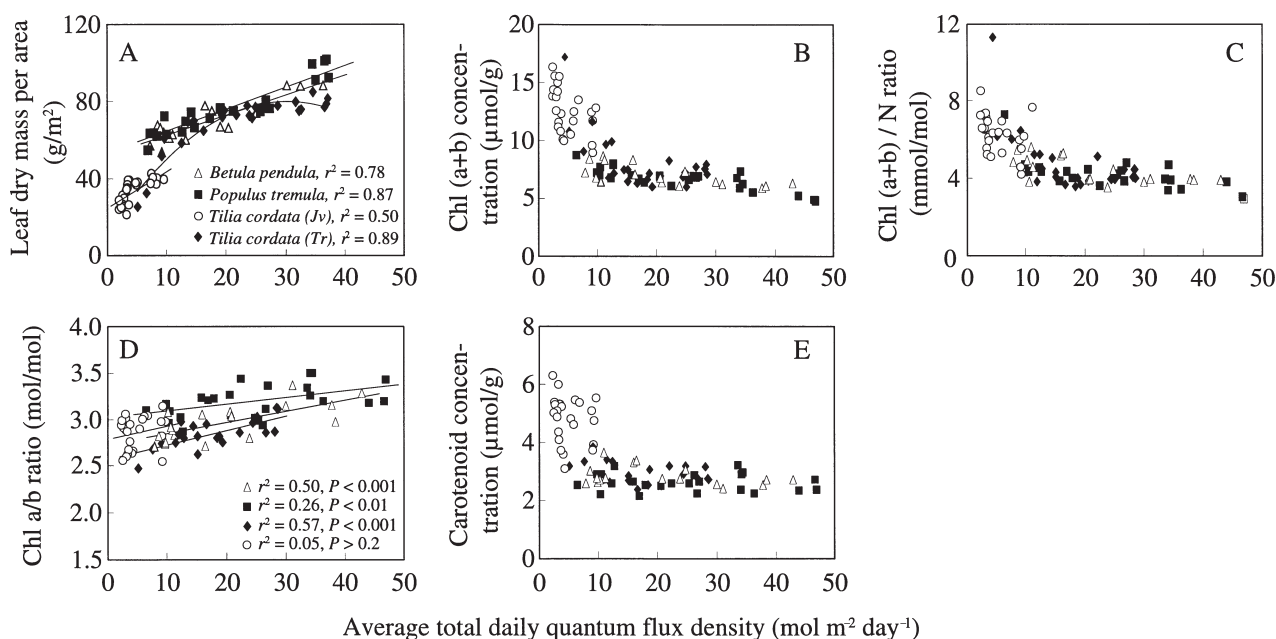 A
Leaf dry mass per area
(g/m²)
120
80
40
0
0 10 20 30 40 50
△ Betula pendula, r² = 0.78
■ Populus tremula, r² = 0.87
○ Tilia cordata (Jv), r² = 0.50
◆ Tilia cordata (Tr), r² = 0.89
B
Chl (a+b) concen-
tration (µmol/g)
20
15
10
5
0
0 10 20 30 40 50
C
Chl (a+b) / N ratio
(mmol/mol)
12
8
4
0
0 10 20 30 40 50
D
Chl a/b ratio (mol/mol)
4.0
3.5
3.0
2.5
2.0
1.5
0 10 20 30 40 50
△ r² = 0.50, P < 0.001
■ r² = 0.26, P < 0.01
◆ r² = 0.57, P < 0.001
○ r² = 0.05, P > 0.2
E
Carotenoid concen-
tration (µmol/g)
8
6
4
2
0
0 10 20 30 40 50
Average total daily quantum flux density (mol m² day⁻¹)